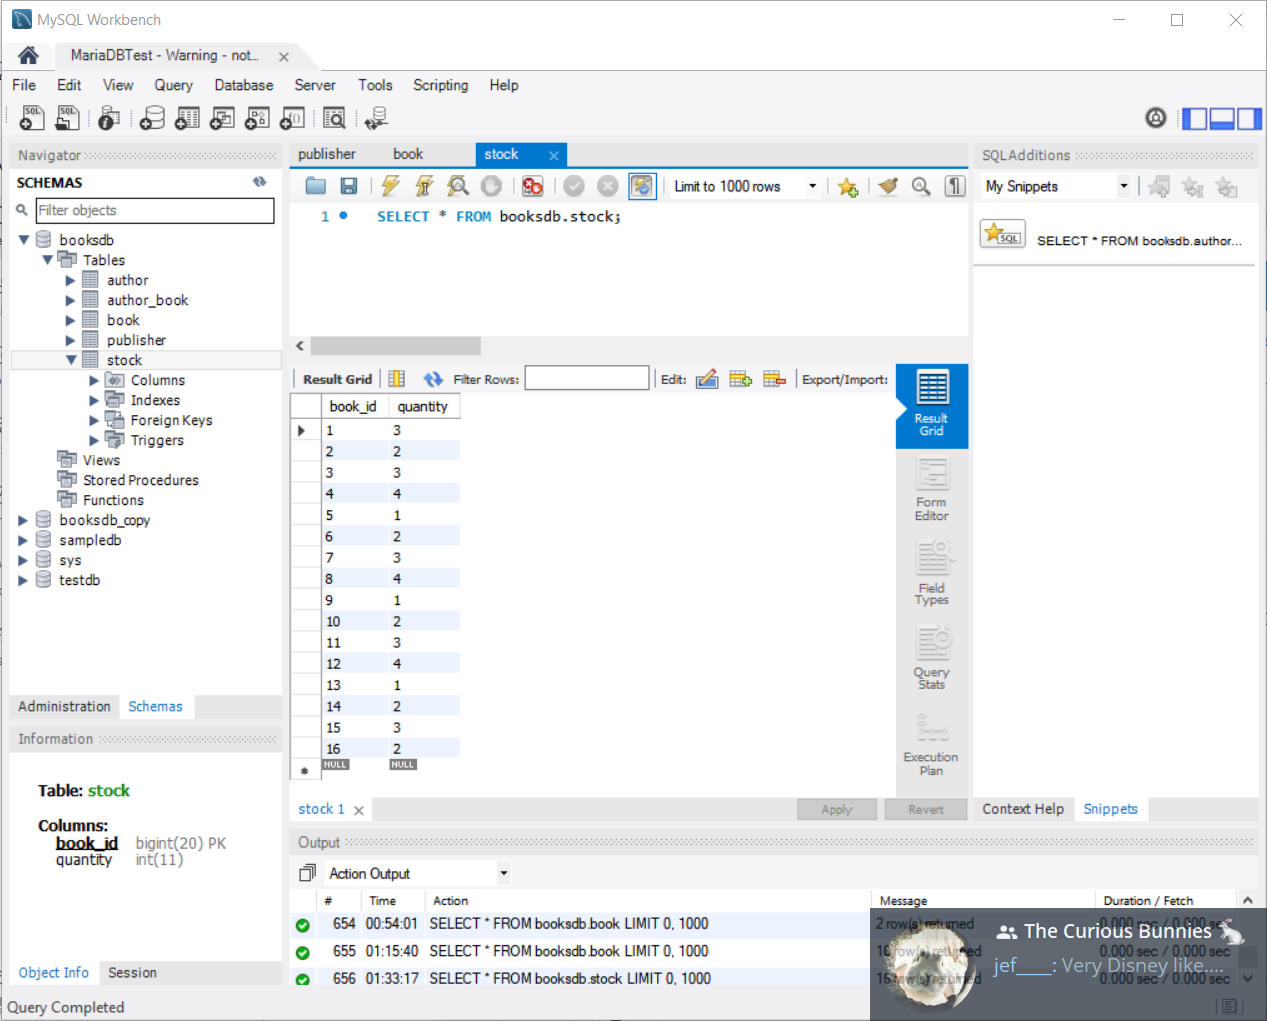 MySQL Workbench
MariaDBTest - Warning - not...
File Edit View Query Database Server Tools Scripting Help
Navigator
SCHEMAS
Filter objects
booksdb
Tables
author
author_book
book
publisher
stock
Columns
Indexes
Foreign Keys
Triggers
Views
Stored Procedures
Functions
booksdb_copy
sampledb
sys
testdb
Administration Schemas
Information
Table: stock
Columns:
book_id bigint(20) PK
quantity int(11)
Object Info Session
Query Completed
publisher book stock
Limit to 1000 rows
1 SELECT * FROM booksdb.stock;
Result Grid Filter Rows: Edit: Export/Import:
book_id quantity
1 3
2 2
3 3
4 4
5 1
6 2
7 3
8 4
9 1
10 2
11 3
12 4
13 1
14 2
15 3
16 2
NULL NULL
Result
Grid
Form
Editor
Field
Types
Query
Stats
Execution
Plan
stock 1 Apply Revert
SQLAdditions
My Snippets
SQL SELECT * FROM booksdb.author...
Context Help Snippets
Output
Action Output
# Time Action Message Duration / Fetch
654 00:54:01 SELECT * FROM booksdb.book LIMIT 0, 1000 2 row(s) returned 0.000 sec / 0.000 sec
655 01:15:40 SELECT * FROM booksdb.book LIMIT 0, 1000 row(s) returned 0.000 sec / 0.000 sec
656 01:33:17 SELECT * FROM booksdb.stock LIMIT 0, 1000 16 row(s) returned 0.000 sec / 0.000 sec
The Curious Bunnies
jef____: Very Disney like....